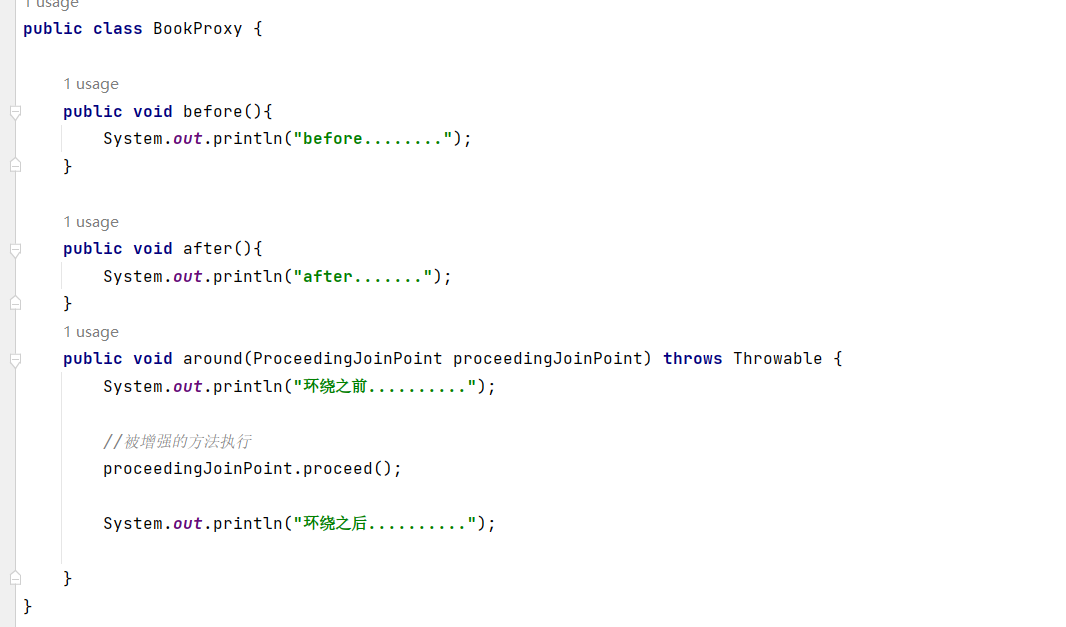 1 usage
public class BookProxy {
1 usage
public void before(){
System.out.println("before........");
}
1 usage
public void after(){
System.out.println("after.......");
}
1 usage
public void around(ProceedingJoinPoint proceedingJoinPoint) throws Throwable {
System.out.println("环绕之前..........");
//被增强的方法执行
proceedingJoinPoint.proceed();
System.out.println("环绕之后..........");
}
}